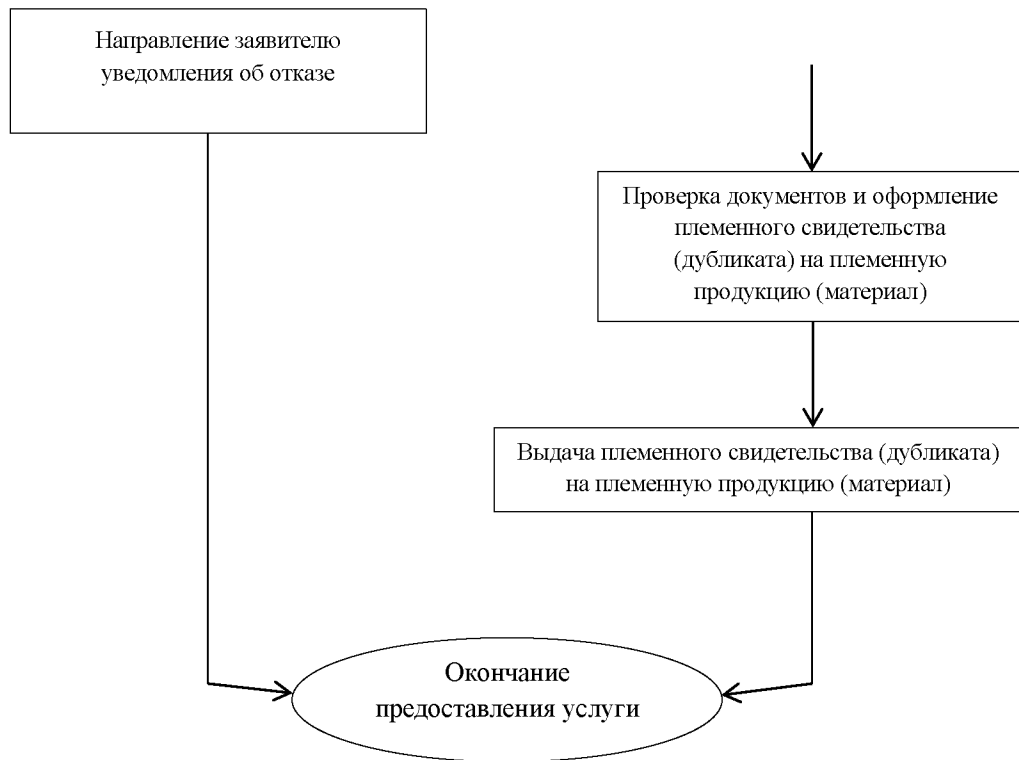 Направление заявителю
уведомления об отказе
Проверка документов и оформление
племенного свидетельства
(дубликата) на племенную
продукцию (материал)
Выдача племенного свидетельства (дубликата)
на племенную продукцию (материал)
Окончание
предоставления услуги